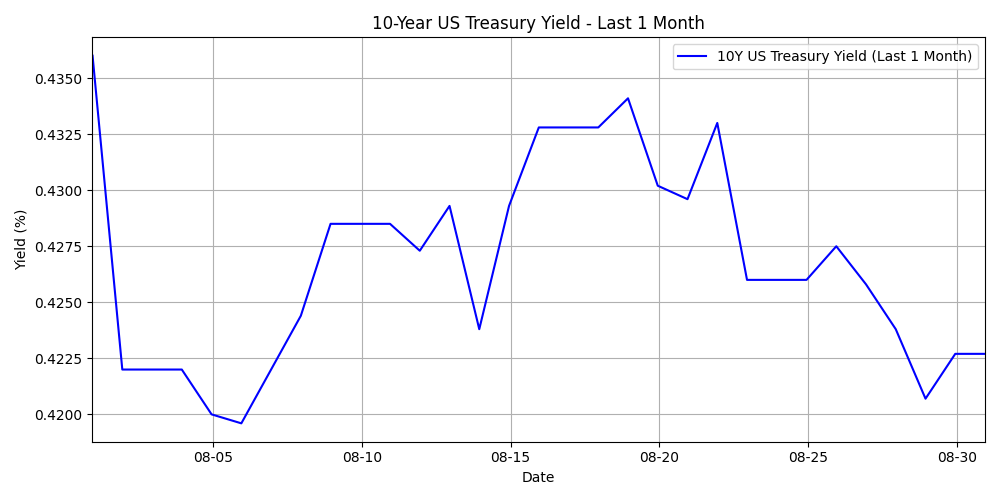 10-Year US Treasury Yield - Last 1 Month
10Y US Treasury Yield (Last 1 Month)
Yield (%)
0.4350
0.4325
0.4300
0.4275
0.4250
0.4225
0.4200
08-05 08-10 08-15 08-20 08-25 08-30
Date